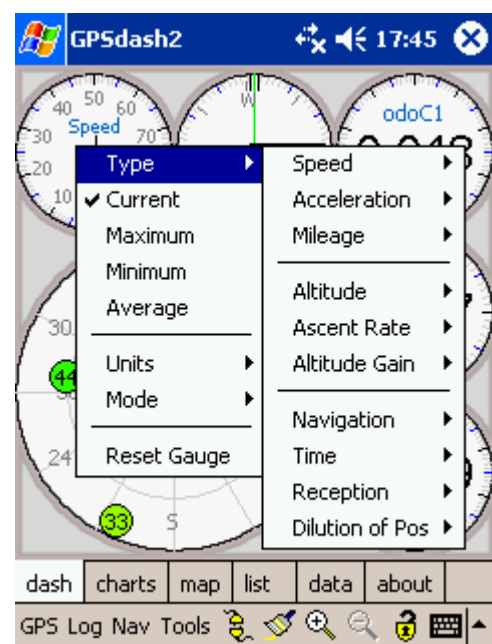 GPSdash2 17:45
40 50 60
30 Speed 70
20
10
W
odoC1
Type
Current
Maximum
Minimum
Average
Units
Mode
Reset Gauge
Speed
Acceleration
Mileage
Altitude
Ascent Rate
Altitude Gain
Navigation
Time
Reception
Dilution of Pos
30
44
24
33 S
dash charts map list data about
GPS Log Nav Tools